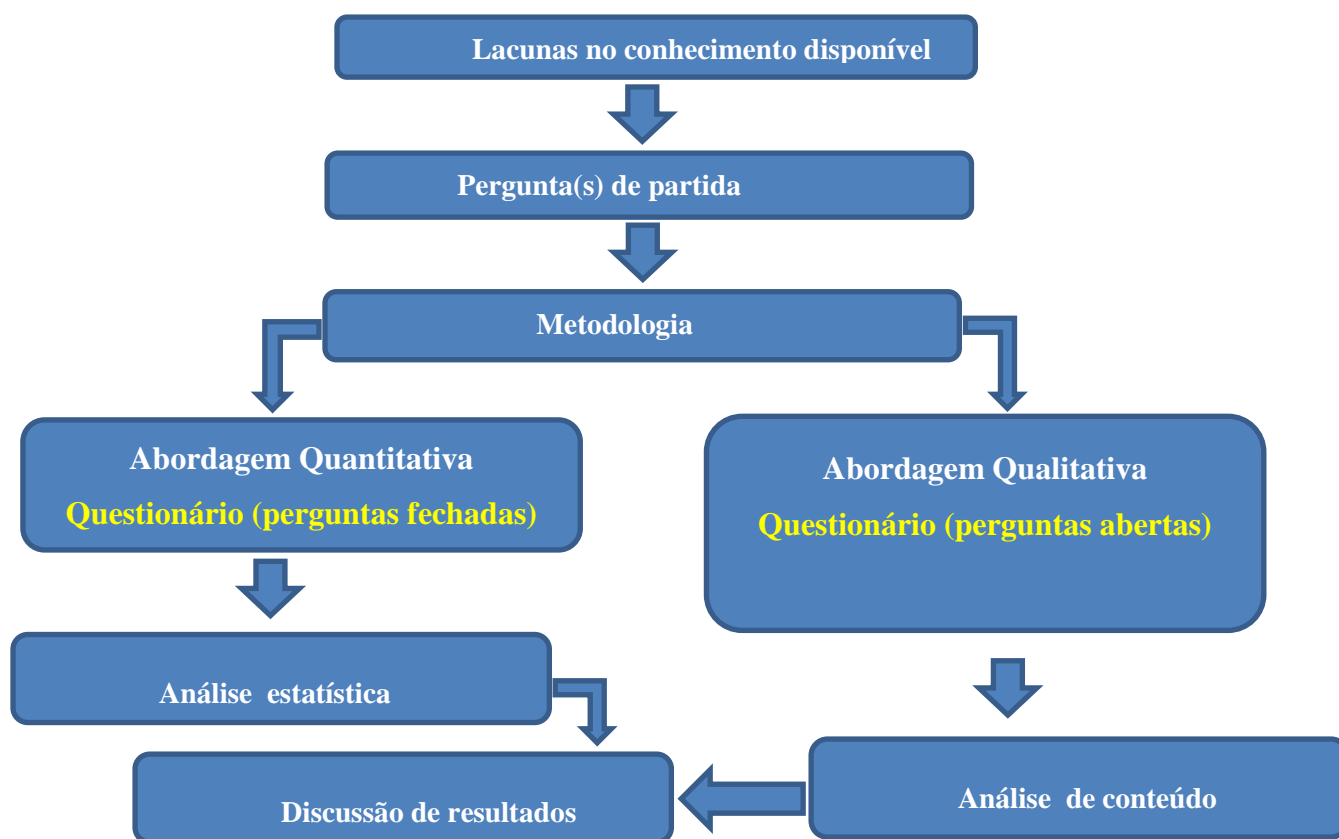 Lacunas no conhecimento disponível
Pergunta(s) de partida
Metodologia
Abordagem Quantitativa
Questionário (perguntas fechadas)
Abordagem Qualitativa
Questionário (perguntas abertas)
Análise estatística
Análise de conteúdo
Discussão de resultados